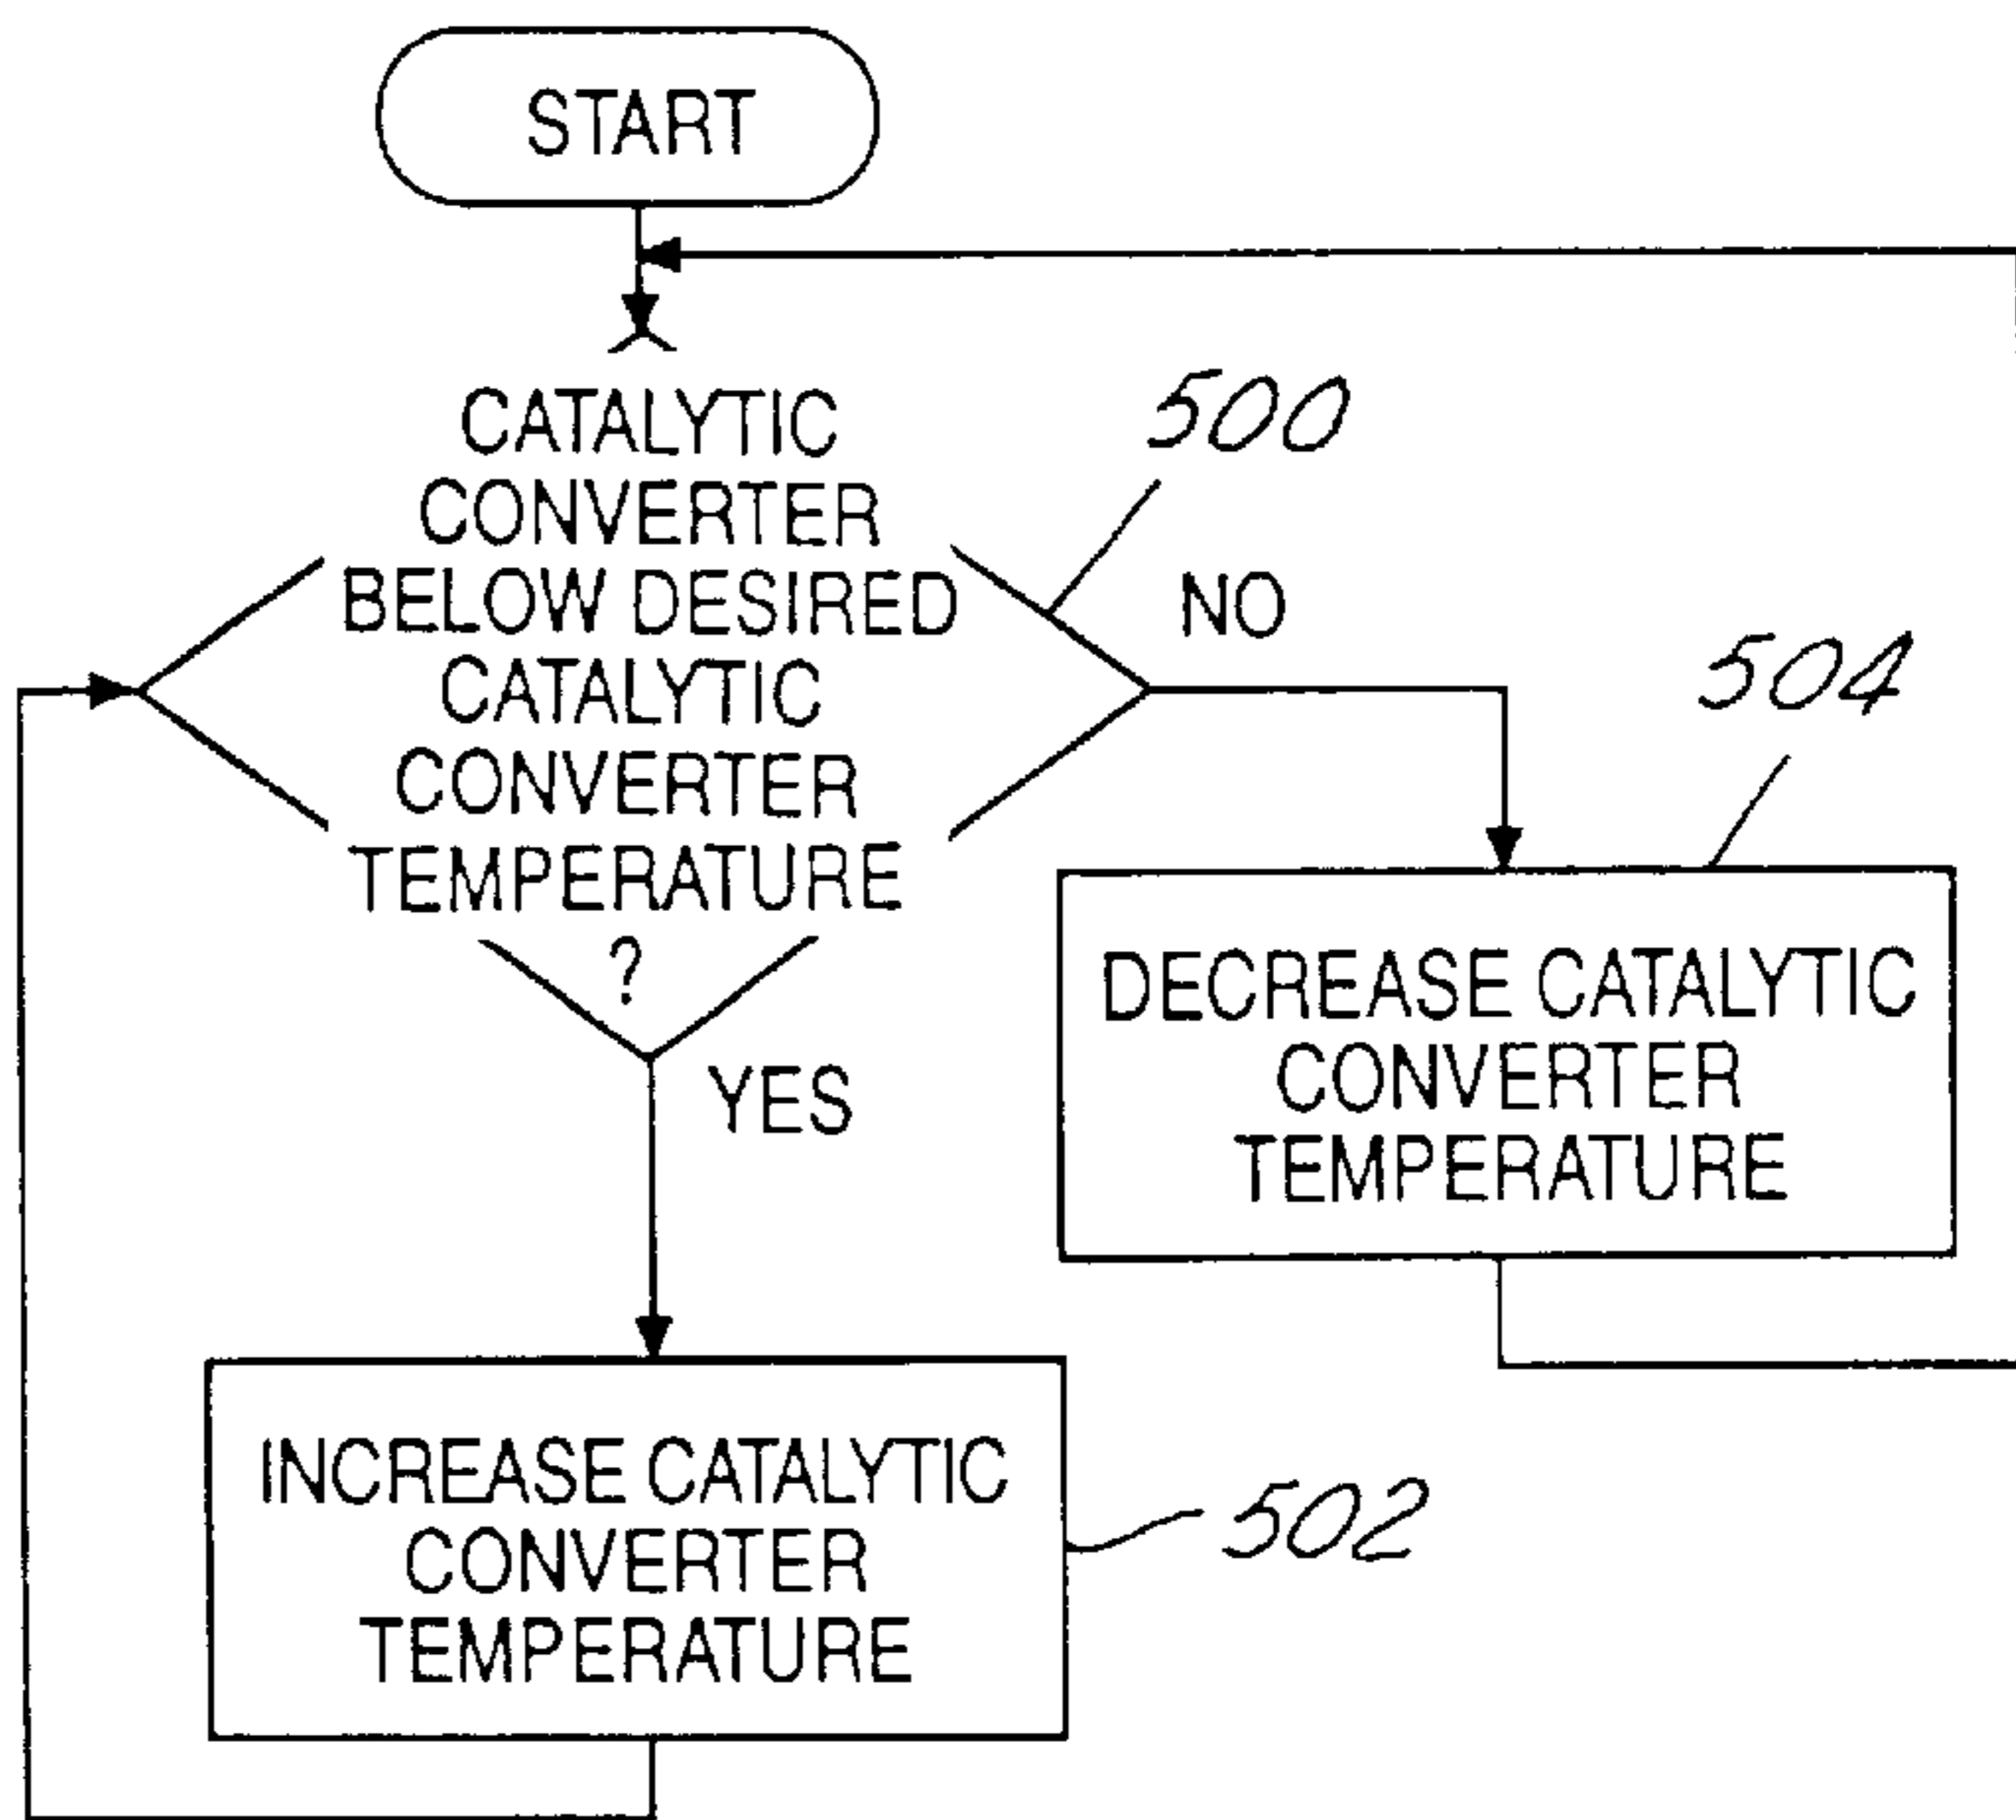 START
500
CATALYTIC
CONVERTER
BELOW DESIRED
CATALYTIC
CONVERTER
TEMPERATURE
?
NO
YES
504
DECREASE CATALYTIC
CONVERTER
TEMPERATURE
INCREASE CATALYTIC
CONVERTER
TEMPERATURE
502